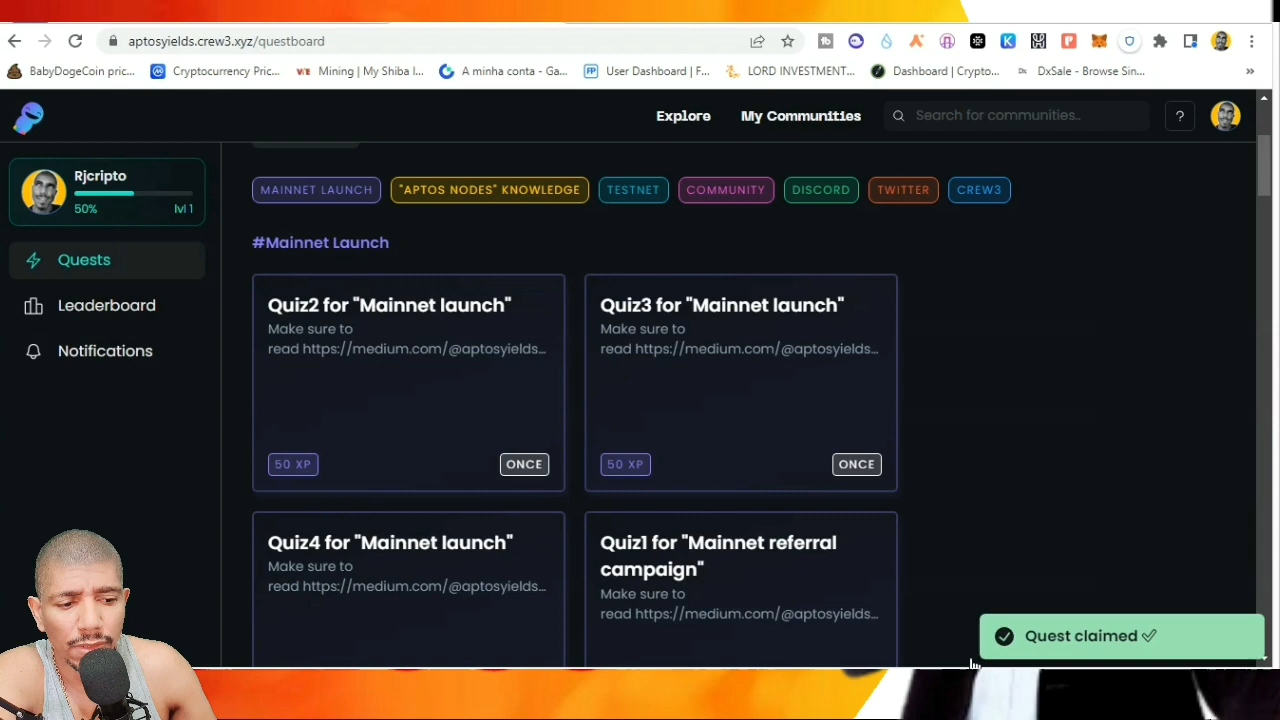 aptosyields.crew3.xyz/questboard
BabyDogeCoin pric...
Cryptocurrency Pric...
Mining | My Shiba I...
A minha conta - Ga...
User Dashboard | F...
LORD INVESTMENT...
Dashboard | Crypto...
DxSale - Browse Sin...
»
Explore
My Communities
Search for communities..
?
Rjcripto
50%
lvl 1
Quests
Leaderboard
Notifications
MAINNET LAUNCH
"APTOS NODES" KNOWLEDGE
TESTNET
COMMUNITY
DISCORD
TWITTER
CREW3
#Mainnet Launch
Quiz2 for "Mainnet launch"
Make sure to
read https://medium.com/@aptosyields...
50 XP
ONCE
Quiz3 for "Mainnet launch"
Make sure to
read https://medium.com/@aptosyields...
50 XP
ONCE
Quiz4 for "Mainnet launch"
Make sure to
read https://medium.com/@aptosyields...
Quiz1 for "Mainnet referral
campaign"
Make sure to
read https://medium.com/@aptosyields...
Quest claimed ✓